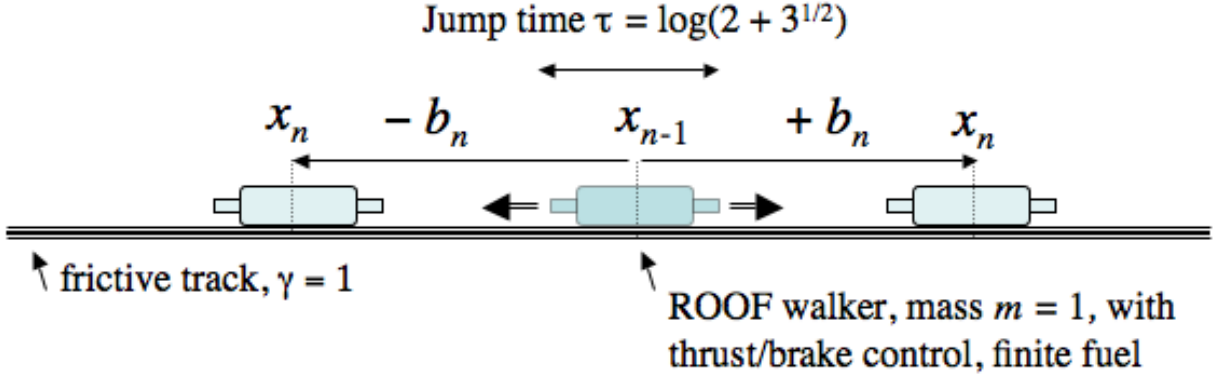 Jump time τ = log(2 + 3^{1/2})
x_n − b_n x_{n-1} + b_n x_n
frictive track, γ = 1
ROOF walker, mass m = 1, with
thrust/brake control, finite fuel